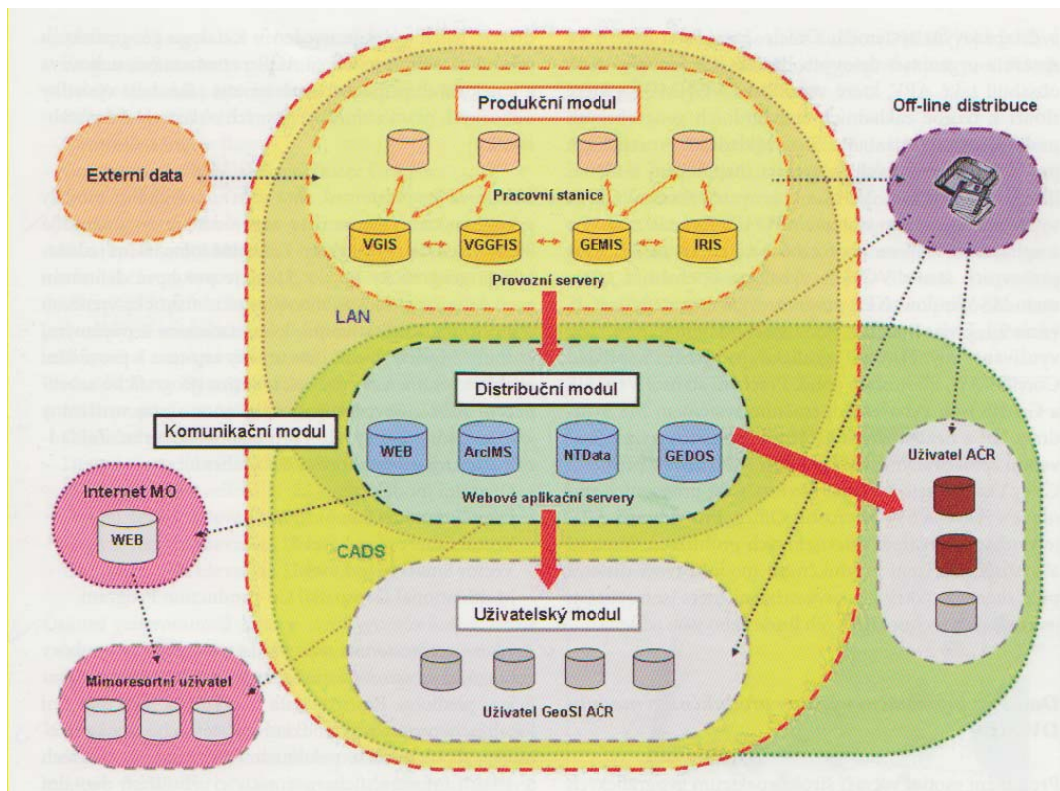 Produkční modul
Off-line distribuce
Externí data
Pracovní stanice
VGIS
VGGFIS
GEMIS
IRIS
Provozní servery
LAN
Distribuční modul
Komunikační modul
WEB
ArcIMS
NTData
GEDOS
Uživatel AČR
Webové aplikační servery
Internet MO
WEB
CADS
Uživatelský modul
Mimoresortní uživatel
Uživatel GeoSl AČR